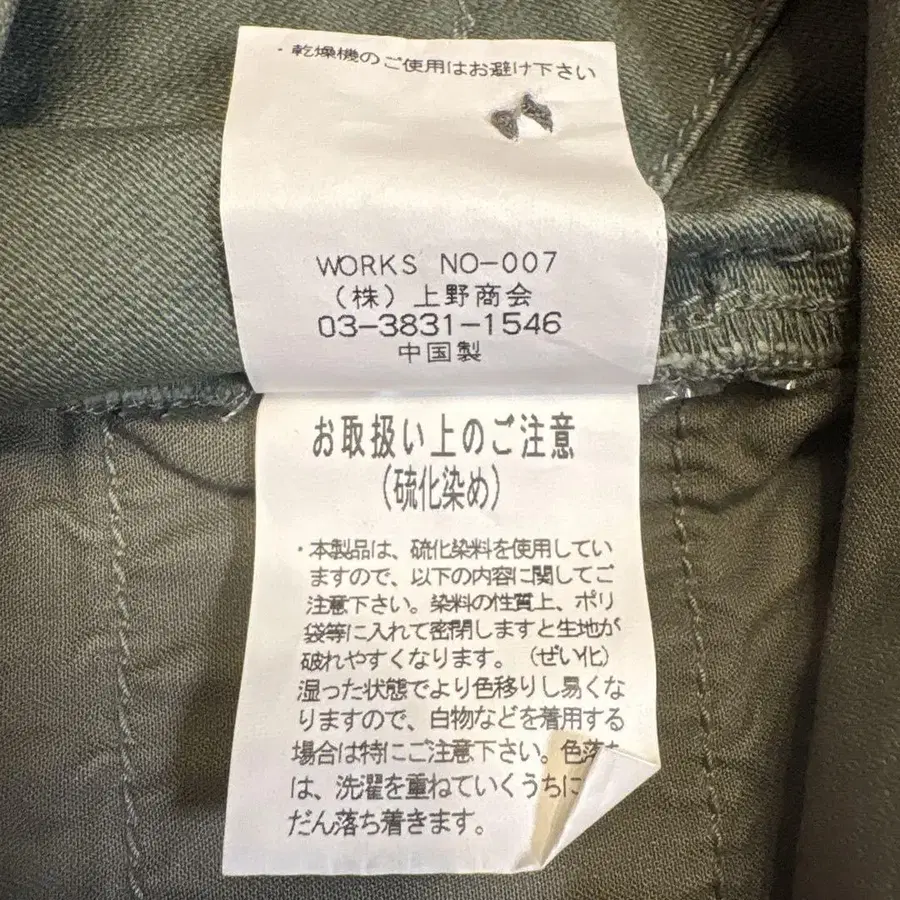 ・乾燥機のご使用はお避け下さい
WORKS NO-007
(株)上野商会
03-3831-1546
中国製
お取扱い上のご注意
(硫化染め)
・本製品は、硫化染料を使用してい
ますので、以下の内容に関してご
注意下さい。染料の性質上、ポリ
袋等に入れて密閉しますと生地が
破れやすくなります。(ぜい化)
湿った状態でより色移りし易くな
りますので、白物などを着用する
場合は特にご注意下さい。色落
は、洗濯を重ねていくうちに
だん落ち着きます。